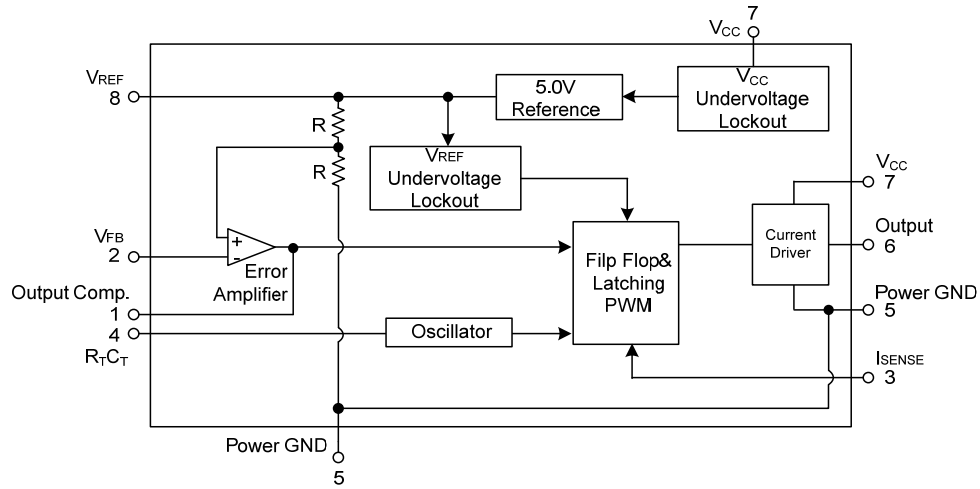 7
VCC
VREF
8
5.0V
Reference
VCC
Undervoltage
Lockout
R
R
VREF
Undervoltage
Lockout
VCC
7
VFB
2
+
-
Error
Amplifier
Filp Flop&
Latching
PWM
Current
Driver
Output
6
Output Comp.
1
4
RTCT
Oscillator
Power GND
5
ISENSE
3
Power GND
5